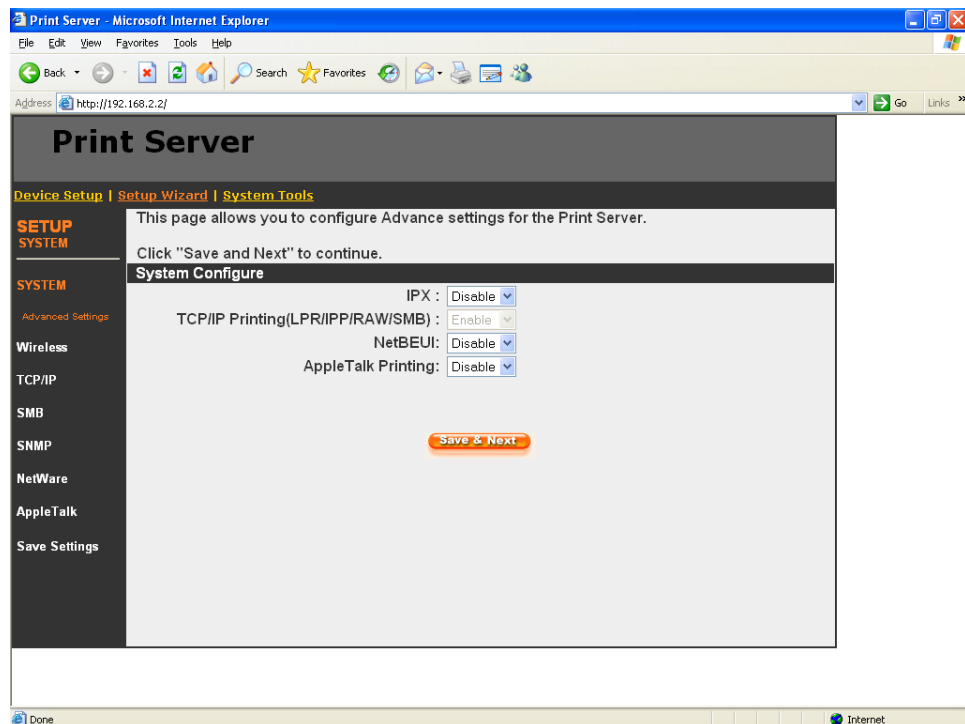 Print Server - Microsoft Internet Explorer
File Edit View Favorites Tools Help
Back Search Favorites
Address http://192.168.2.2/ Go Links »
Print Server
Device Setup | Setup Wizard | System Tools
SETUP
SYSTEM
SYSTEM
Advanced Settings
Wireless
TCP/IP
SMB
SNMP
NetWare
AppleTalk
Save Settings
This page allows you to configure Advance settings for the Print Server.
Click "Save and Next" to continue.
System Configure
IPX : Disable
TCP/IP Printing(LPR/IPP/RAW/SMB) : Enable
NetBEUI: Disable
AppleTalk Printing: Disable
Save & Next
Done Internet